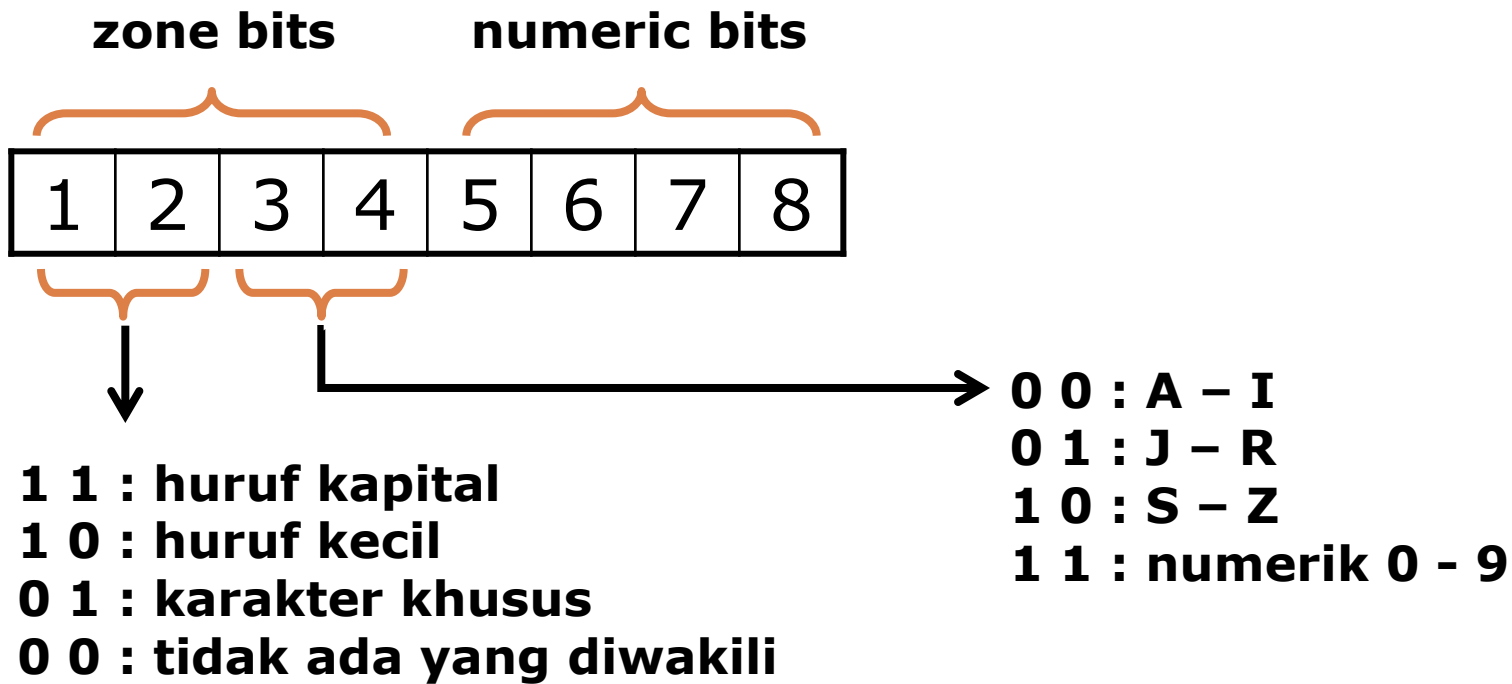 zone bits numeric bits
1 2 3 4 5 6 7 8
0 0 : A – I
0 1 : J – R
1 0 : S – Z
1 1 : numerik 0 - 9
1 1 : huruf kapital
1 0 : huruf kecil
0 1 : karakter khusus
0 0 : tidak ada yang diwakili